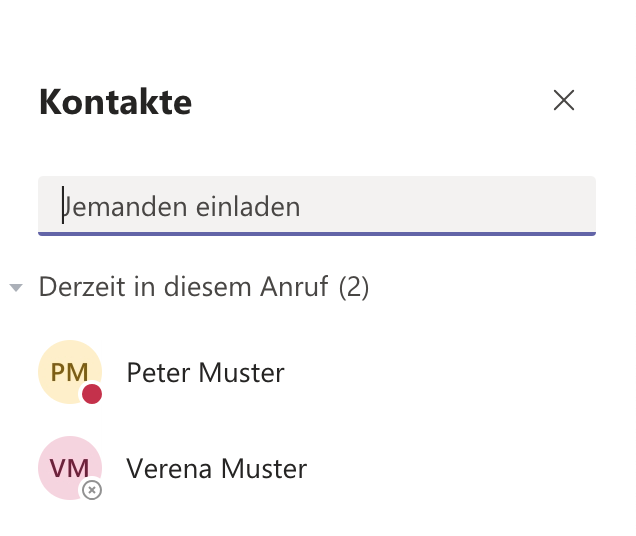 Kontakte
Jemanden einladen
Derzeit in diesem Anruf (2)
PM Peter Muster
VM Verena Muster